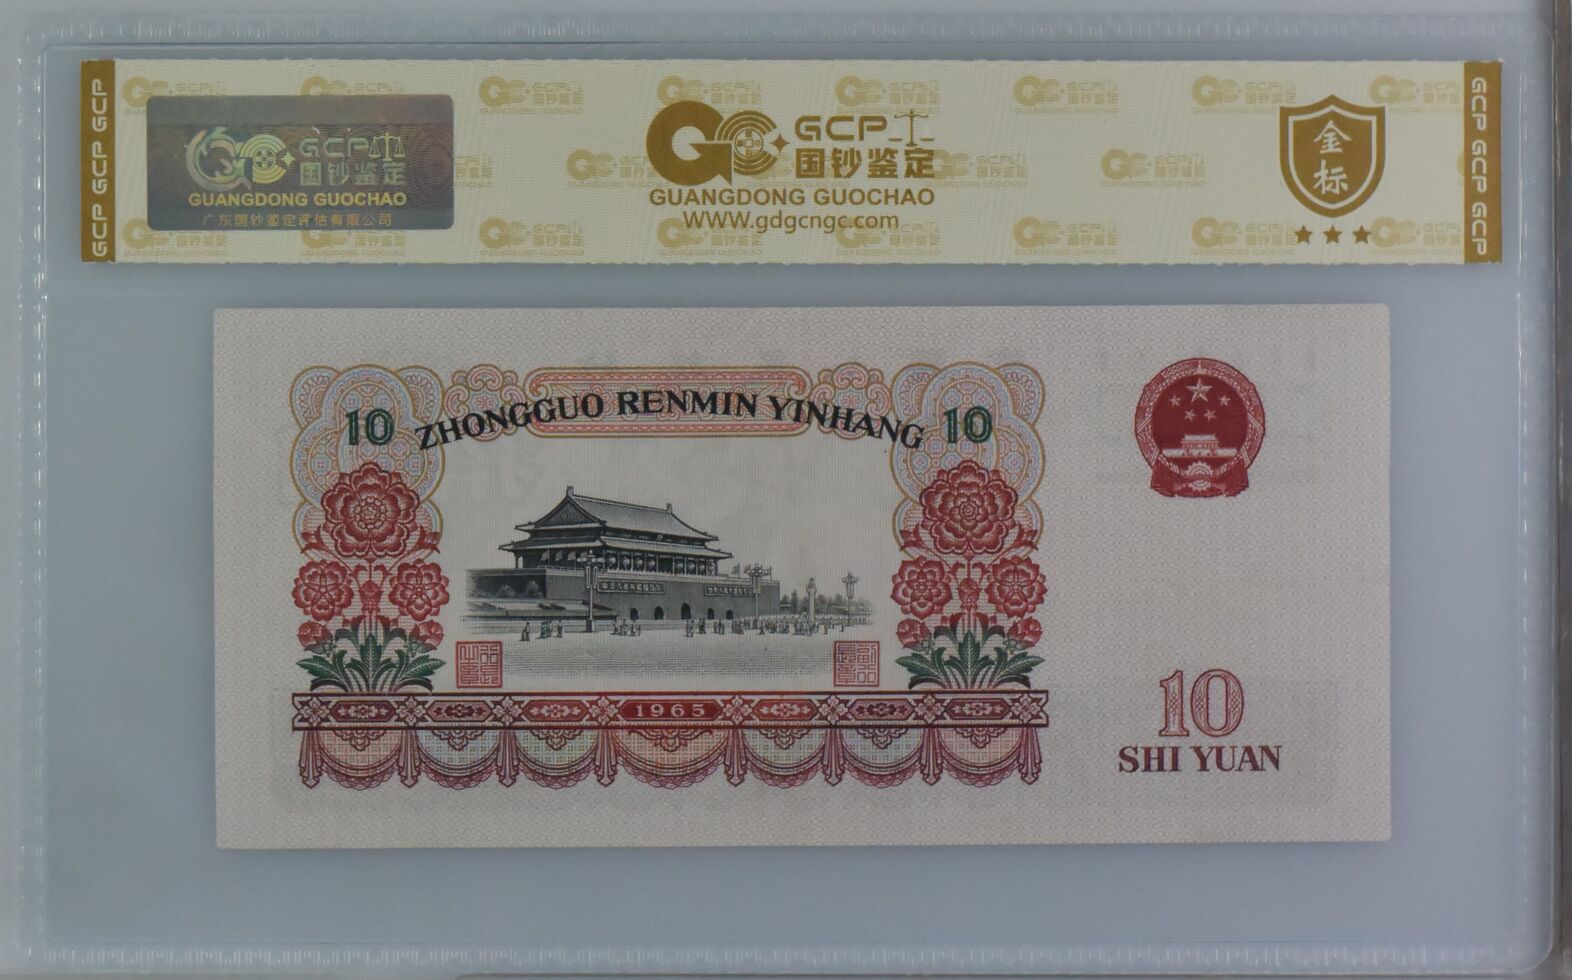 GCP GCP GCP
GCP
国钞鉴定
GUANGDONG GUOCHAO
广东国钞鉴定评估有限公司
GCP
国钞鉴定
GUANGDONG GUOCHAO
WWW.gdgcngc.com
金标
GCP GCP GCP
10 ZHONGGUO RENMIN YINHANG 10
1965
10
SHI YUAN